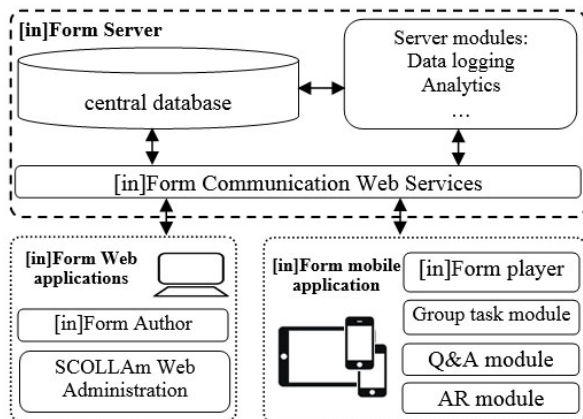 [in]Form Server
central database
Server modules:
Data logging
Analytics
...
[in]Form Communication Web Services
[in]Form Web
applications
[in]Form Author
SCOLLAm Web
Administration
[in]Form mobile
application
[in]Form player
Group task module
Q&A module
AR module